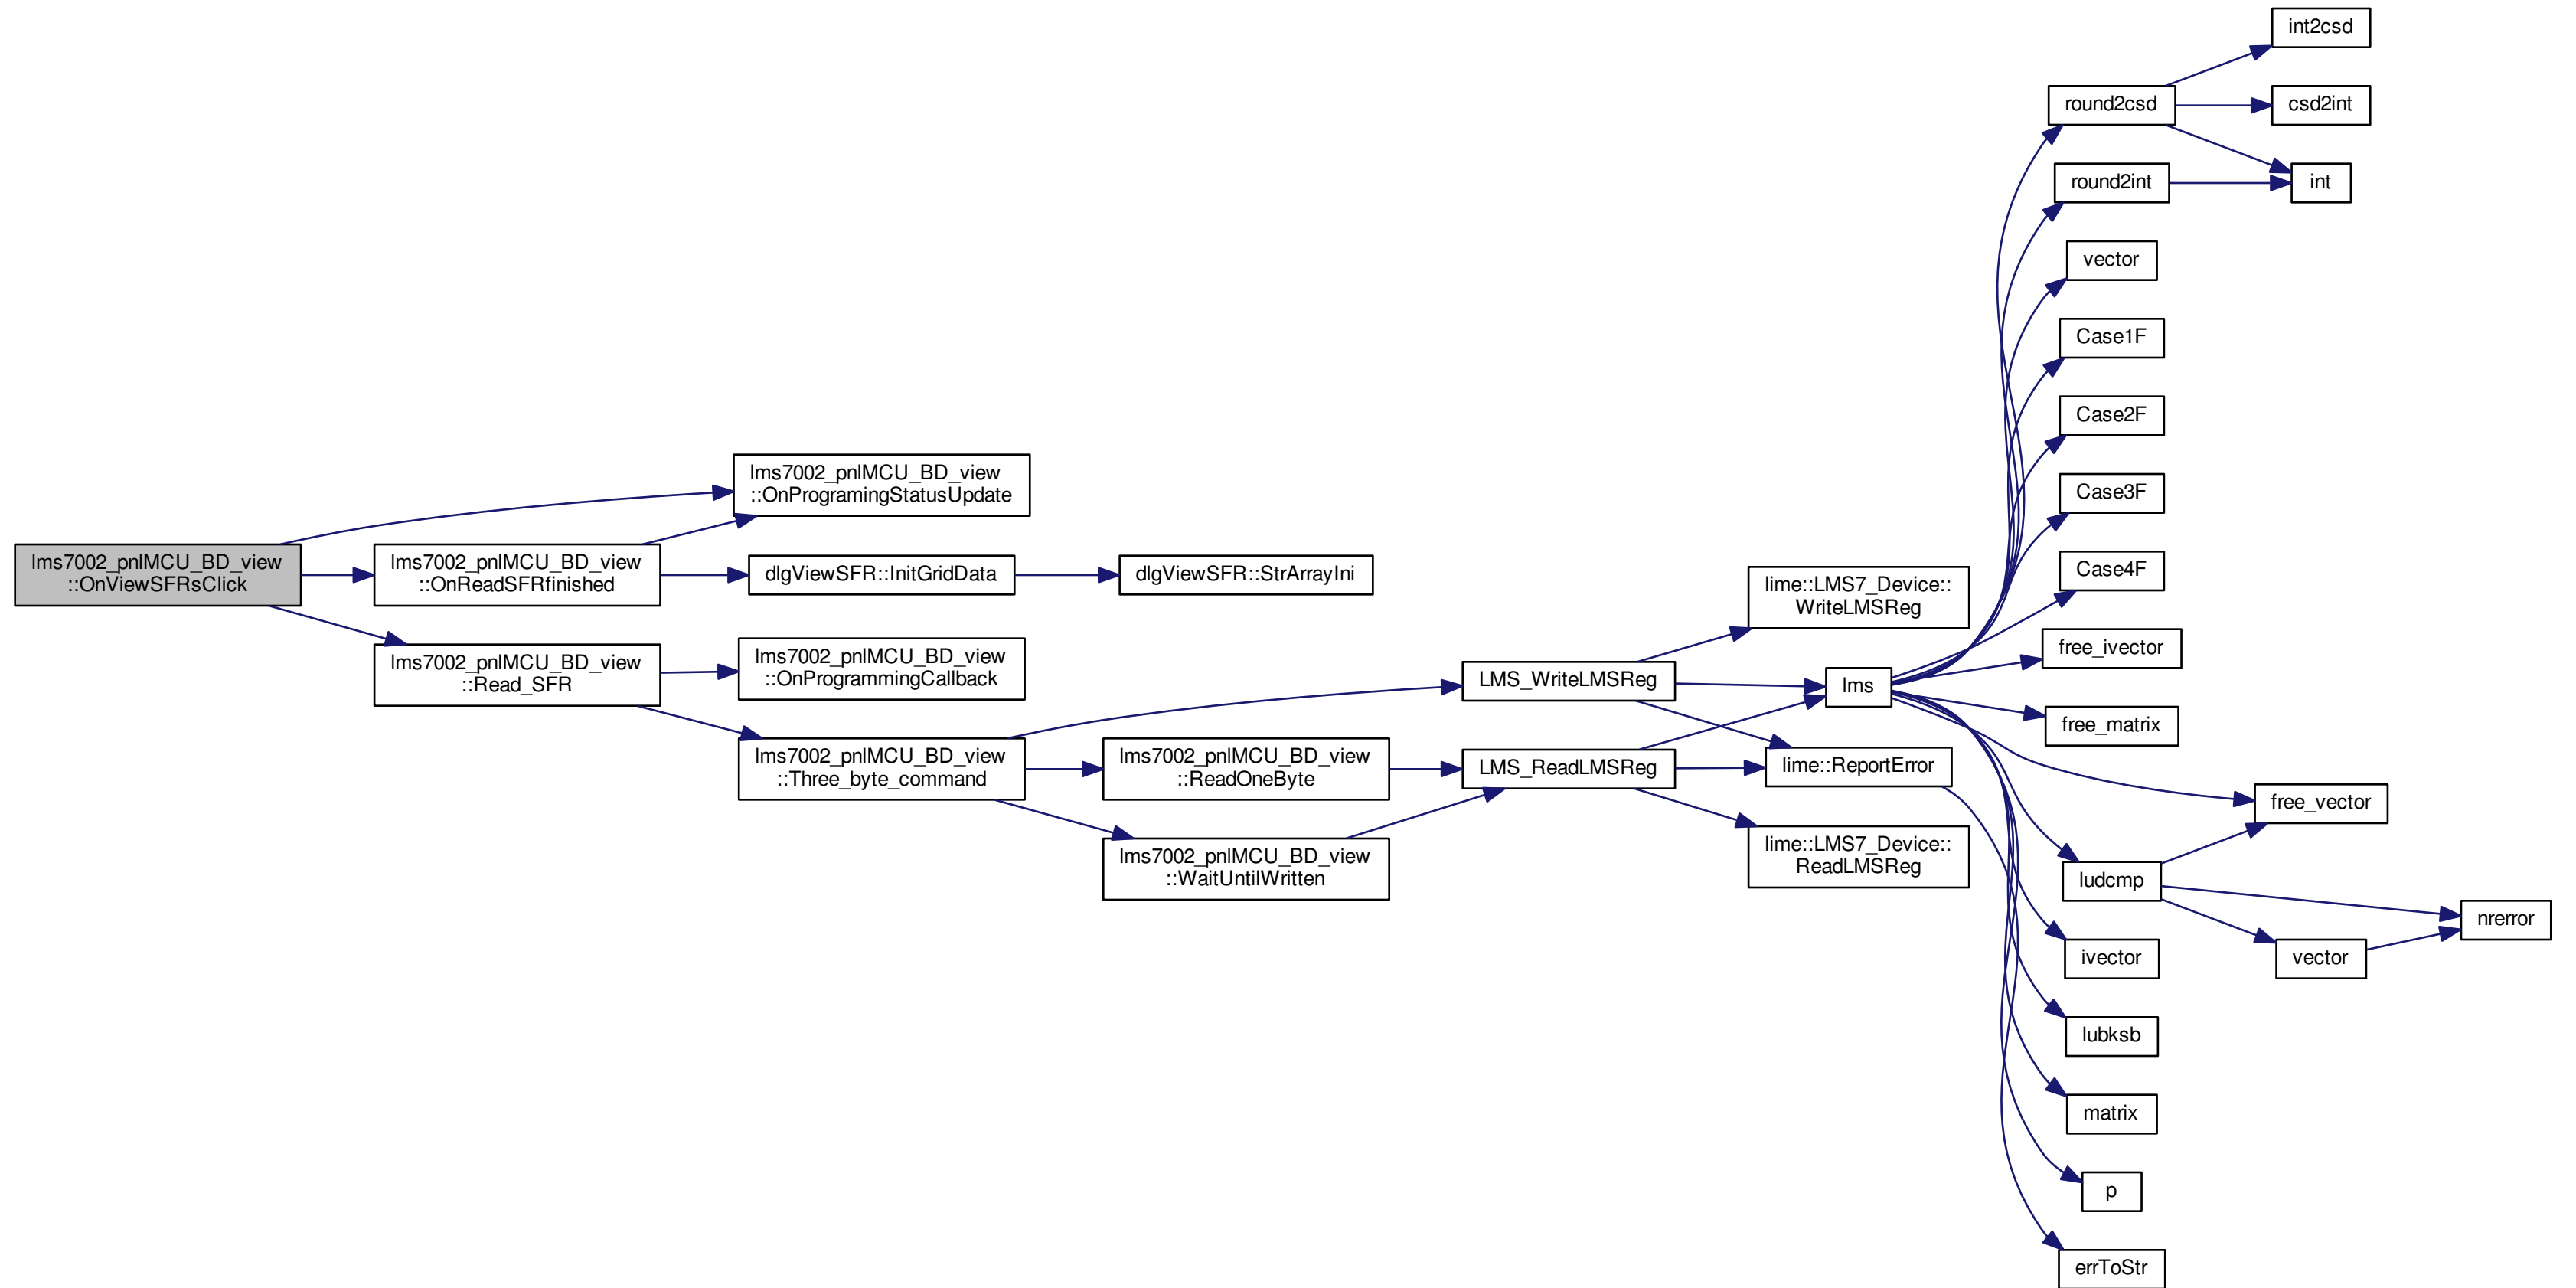 lms7002_pnlMCU_BD_view
::OnViewSFRsClick
lms7002_pnlMCU_BD_view
::OnProgramingStatusUpdate
lms7002_pnlMCU_BD_view
::OnReadSFRfinished
dlgViewSFR::InitGridData
dlgViewSFR::StrArrayIni
lms7002_pnlMCU_BD_view
::Read_SFR
lms7002_pnlMCU_BD_view
::OnProgrammingCallback
lms7002_pnlMCU_BD_view
::Three_byte_command
lms7002_pnlMCU_BD_view
::ReadOneByte
lms7002_pnlMCU_BD_view
::WaitUntilWritten
LMS_WriteLMSReg
LMS_ReadLMSReg
lime::LMS7_Device::
WriteLMSReg
lms
lime::ReportError
lime::LMS7_Device::
ReadLMSReg
round2csd
round2int
vector
Case1F
Case2F
Case3F
Case4F
free_ivector
free_matrix
ludcmp
ivector
lubksb
matrix
p
errToStr
int2csd
csd2int
int
free_vector
vector
nrerror